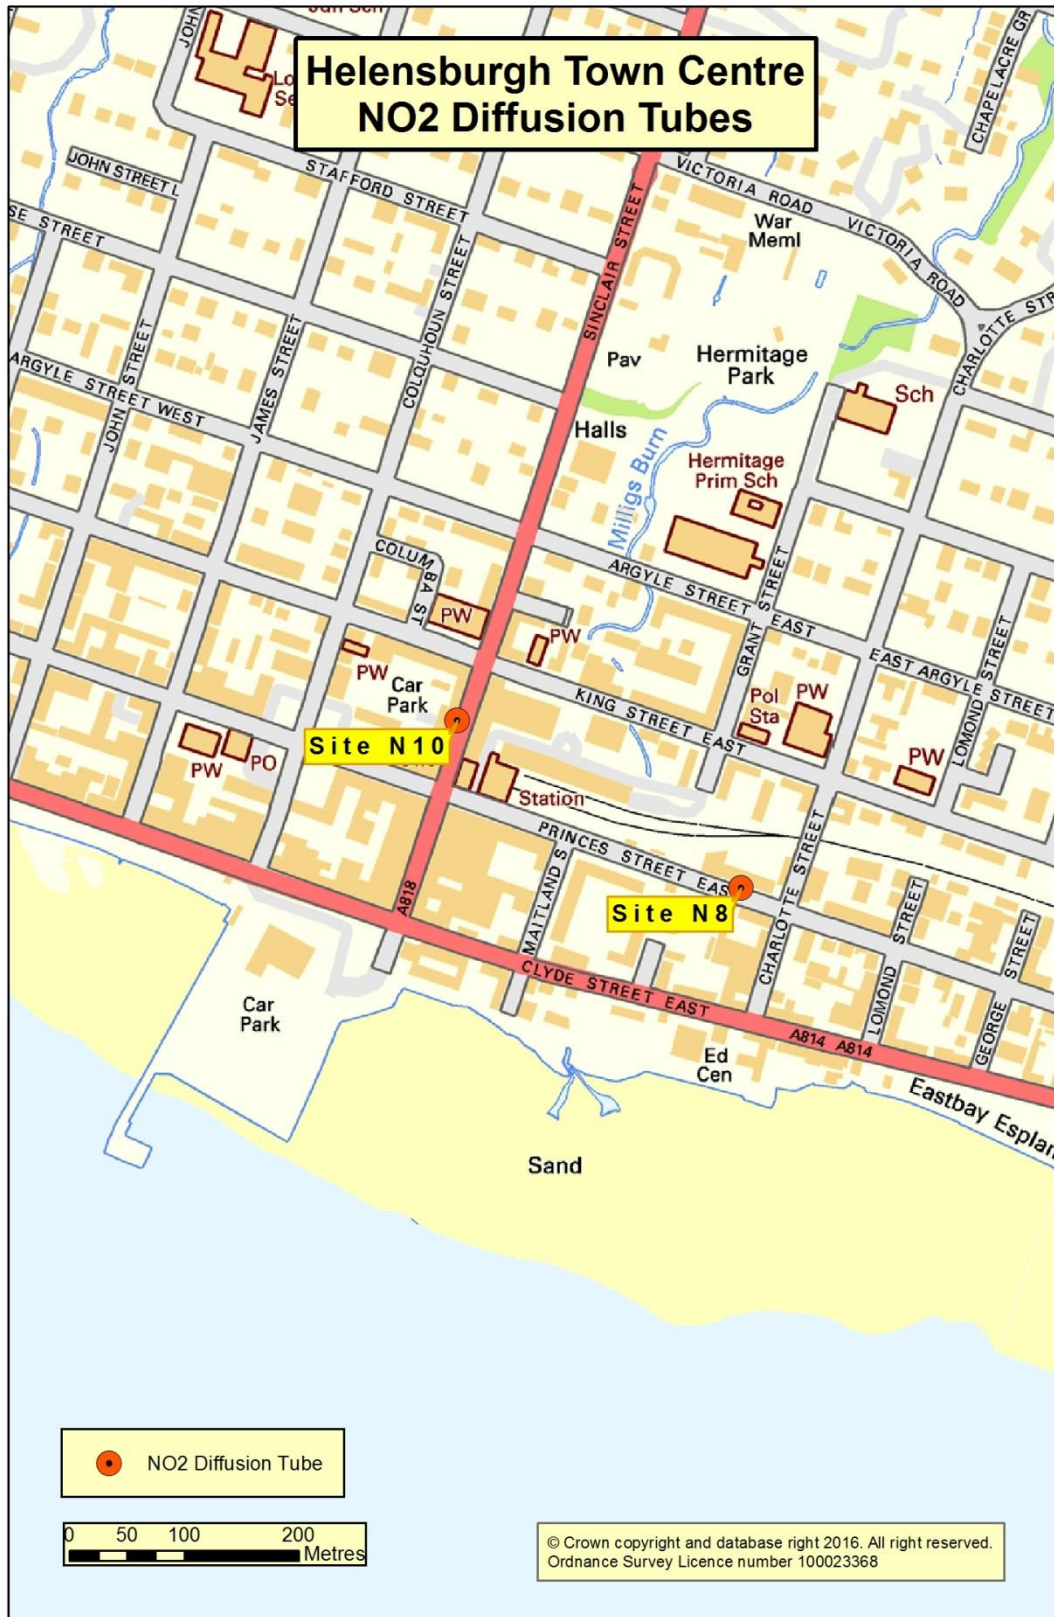 Helensburgh Town Centre
NO2 Diffusion Tubes
JOHN
CHAPELACRE GR
JOHN STREET L
STAFFORD STREET
VICTORIA ROAD
VICTORIA ROAD
War
Meml
SE STREET
SINCLAIR STREET
CHARLOTTE STR
COLQUHOUN STREET
JOHN STREET
JAMES STREET
Pav
Hermitage
Park
ARGYLE STREET WEST
Sch
Halls
Milligs Burn
Hermitage
Prim Sch
COLUMBA ST
ARGYLE STREET EAST
GRANT STREET
PW
PW
PW
Car
Park
KING STREET EAST
EAST ARGYLE STREET
LOMOND STREET
Pol
Sta
PW
PW
Site N10
PW
PO
Station
PRINCES STREET EAS
MAITLAND S
CHARLOTTE STREET
Site N8
A818
CLYDE STREET EAST
LOMOND STREET
GEORGE STREET
A814 A814
Car
Park
Ed
Cen
Eastbay Esplan
Sand
NO2 Diffusion Tube
0 50 100 200
Metres
© Crown copyright and database right 2016. All right reserved.
Ordnance Survey Licence number 100023368